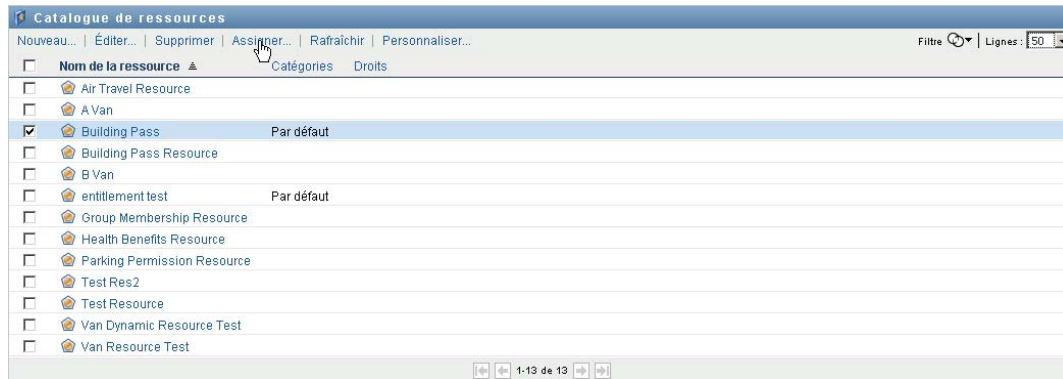 Catalogue de ressources
Nouveau... | Éditer... | Supprimer | Assigner... | Rafraîchir | Personnaliser... Filtre | Lignes : 50
Nom de la ressource Catégories Droits
Air Travel Resource
A Van
Building Pass Par défaut
Building Pass Resource
B Van
entitlement test Par défaut
Group Membership Resource
Health Benefits Resource
Parking Permission Resource
Test Res2
Test Resource
Van Dynamic Resource Test
Van Resource Test
1-13 de 13